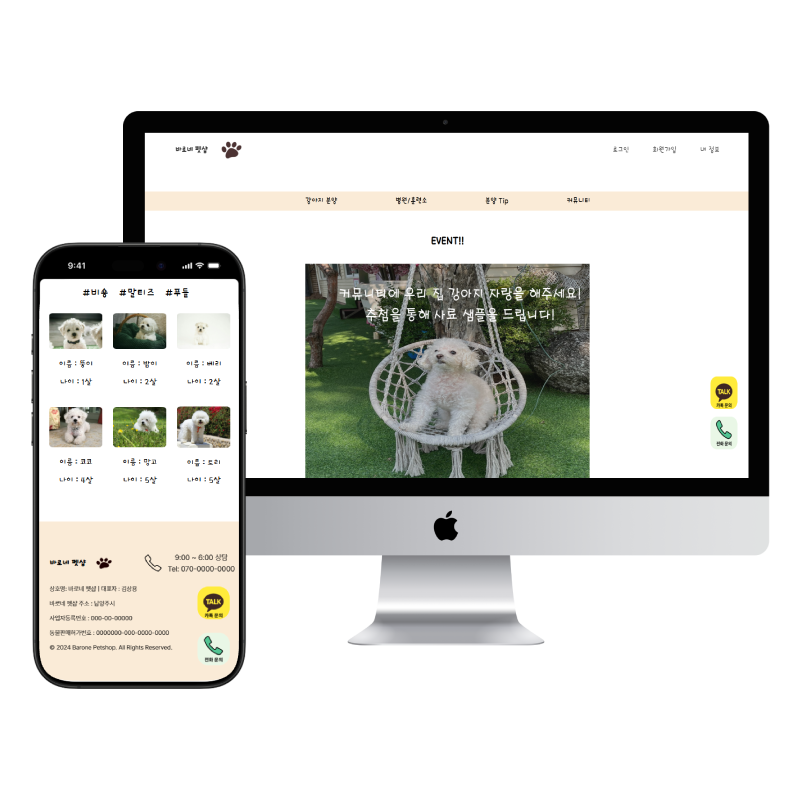 바로네 펫샵
로그인 회원가입 내 정보
강아지 분양 병원/훈련소 분양 Tip 커뮤니티
EVENT!!
커뮤니티에 우리 집 강아지 자랑을 해주세요!
추첨을 통해 사료 샘플을 드립니다!
TALK
카톡 문의
전화 문의
9:41
#비숑 #말티즈 #푸들
이름 : 똥이 이름 : 밤이 이름 : 베리
나이 : 1살 나이 : 2살 나이 : 2살
이름 : 코코 이름 : 망고 이름 : 토리
나이 : 4살 나이 : 5살 나이 : 5살
바로네 펫샵
9:00 ~ 6:00 상담
Tel: 070-0000-0000
상호명: 바로네 펫샵 | 대표자 : 김상용
바로네 펫샵 주소 : 남양주시
사업자등록번호 : 000-00-00000
동물판매허가번호 : 0000000-000-0000-0000
© 2024 Barone Petshop. All Rights Reserved.
TALK
카톡 문의
전화 문의